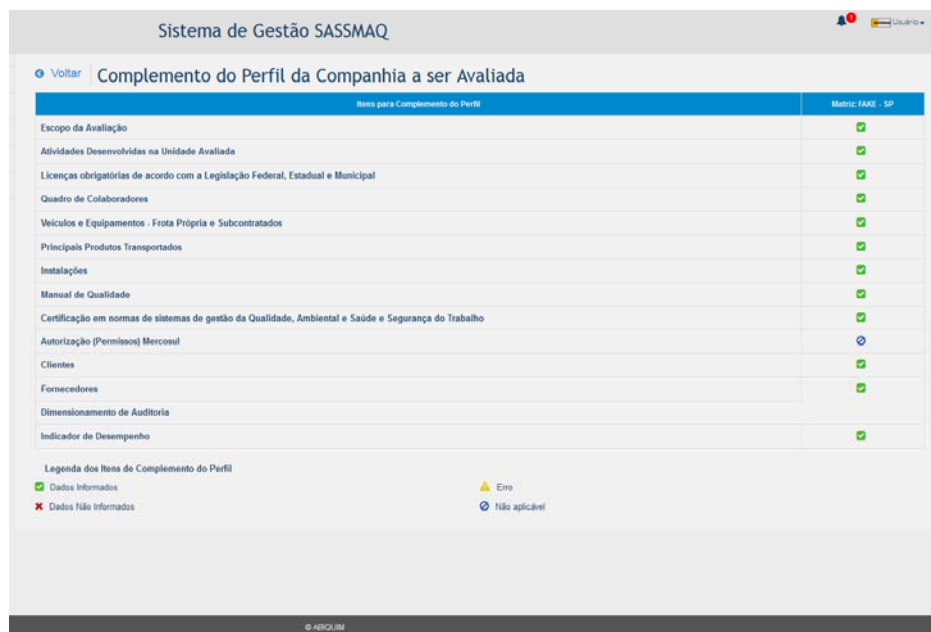 Sistema de Gestão SASSMAQ
1
Usuário
Voltar
Complemento do Perfil da Companhia a ser Avaliada
Itens para Complemento do Perfil
Matriz: FAKE - SP
Escopo da Avaliação
Atividades Desenvolvidas na Unidade Avaliada
Licenças obrigatórias de acordo com a Legislação Federal, Estadual e Municipal
Quadro de Colaboradores
Veículos e Equipamentos - Frota Própria e Subcontratados
Principais Produtos Transportados
Instalações
Manual de Qualidade
Certificação em normas de sistemas de gestão da Qualidade, Ambiental e Saúde e Segurança do Trabalho
Autorização (Permissos) Mercosul
Clientes
Fornecedores
Dimensionamento de Auditoria
Indicador de Desempenho
Legenda dos Itens de Complemento do Perfil
Dados Informados
Erro
Dados Não Informados
Não aplicável
© ABIQUIM